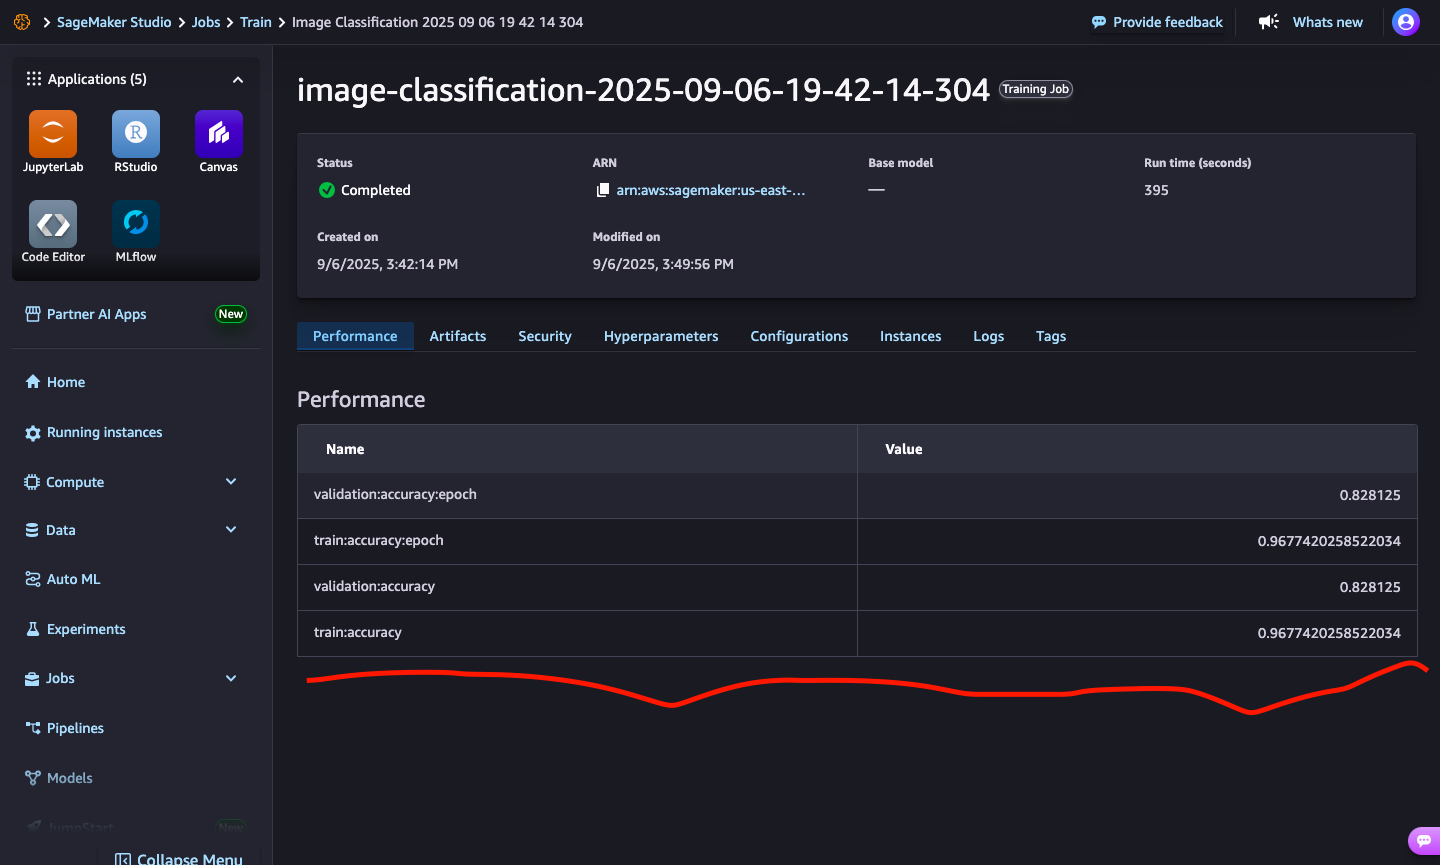 SageMaker Studio > Jobs > Train > Image Classification 2025 09 06 19 42 14 304
Provide feedback
Whats new
Applications (5)
JupyterLab
R
RStudio
Canvas
Code Editor
MLflow
Partner AI Apps
New
Home
Running instances
Compute
Data
Auto ML
Experiments
Jobs
Pipelines
Models
JumpStart
New
Collapse Menu
image-classification-2025-09-06-19-42-14-304
Training Job
Status
ARN
Base model
Run time (seconds)
Completed
arn:aws:sagemaker:us-east-...
—
395
Created on
Modified on
9/6/2025, 3:42:14 PM
9/6/2025, 3:49:56 PM
Performance Artifacts Security Hyperparameters Configurations Instances Logs Tags
Performance
Name Value
validation:accuracy:epoch 0.828125
train:accuracy:epoch 0.9677420258522034
validation:accuracy 0.828125
train:accuracy 0.9677420258522034